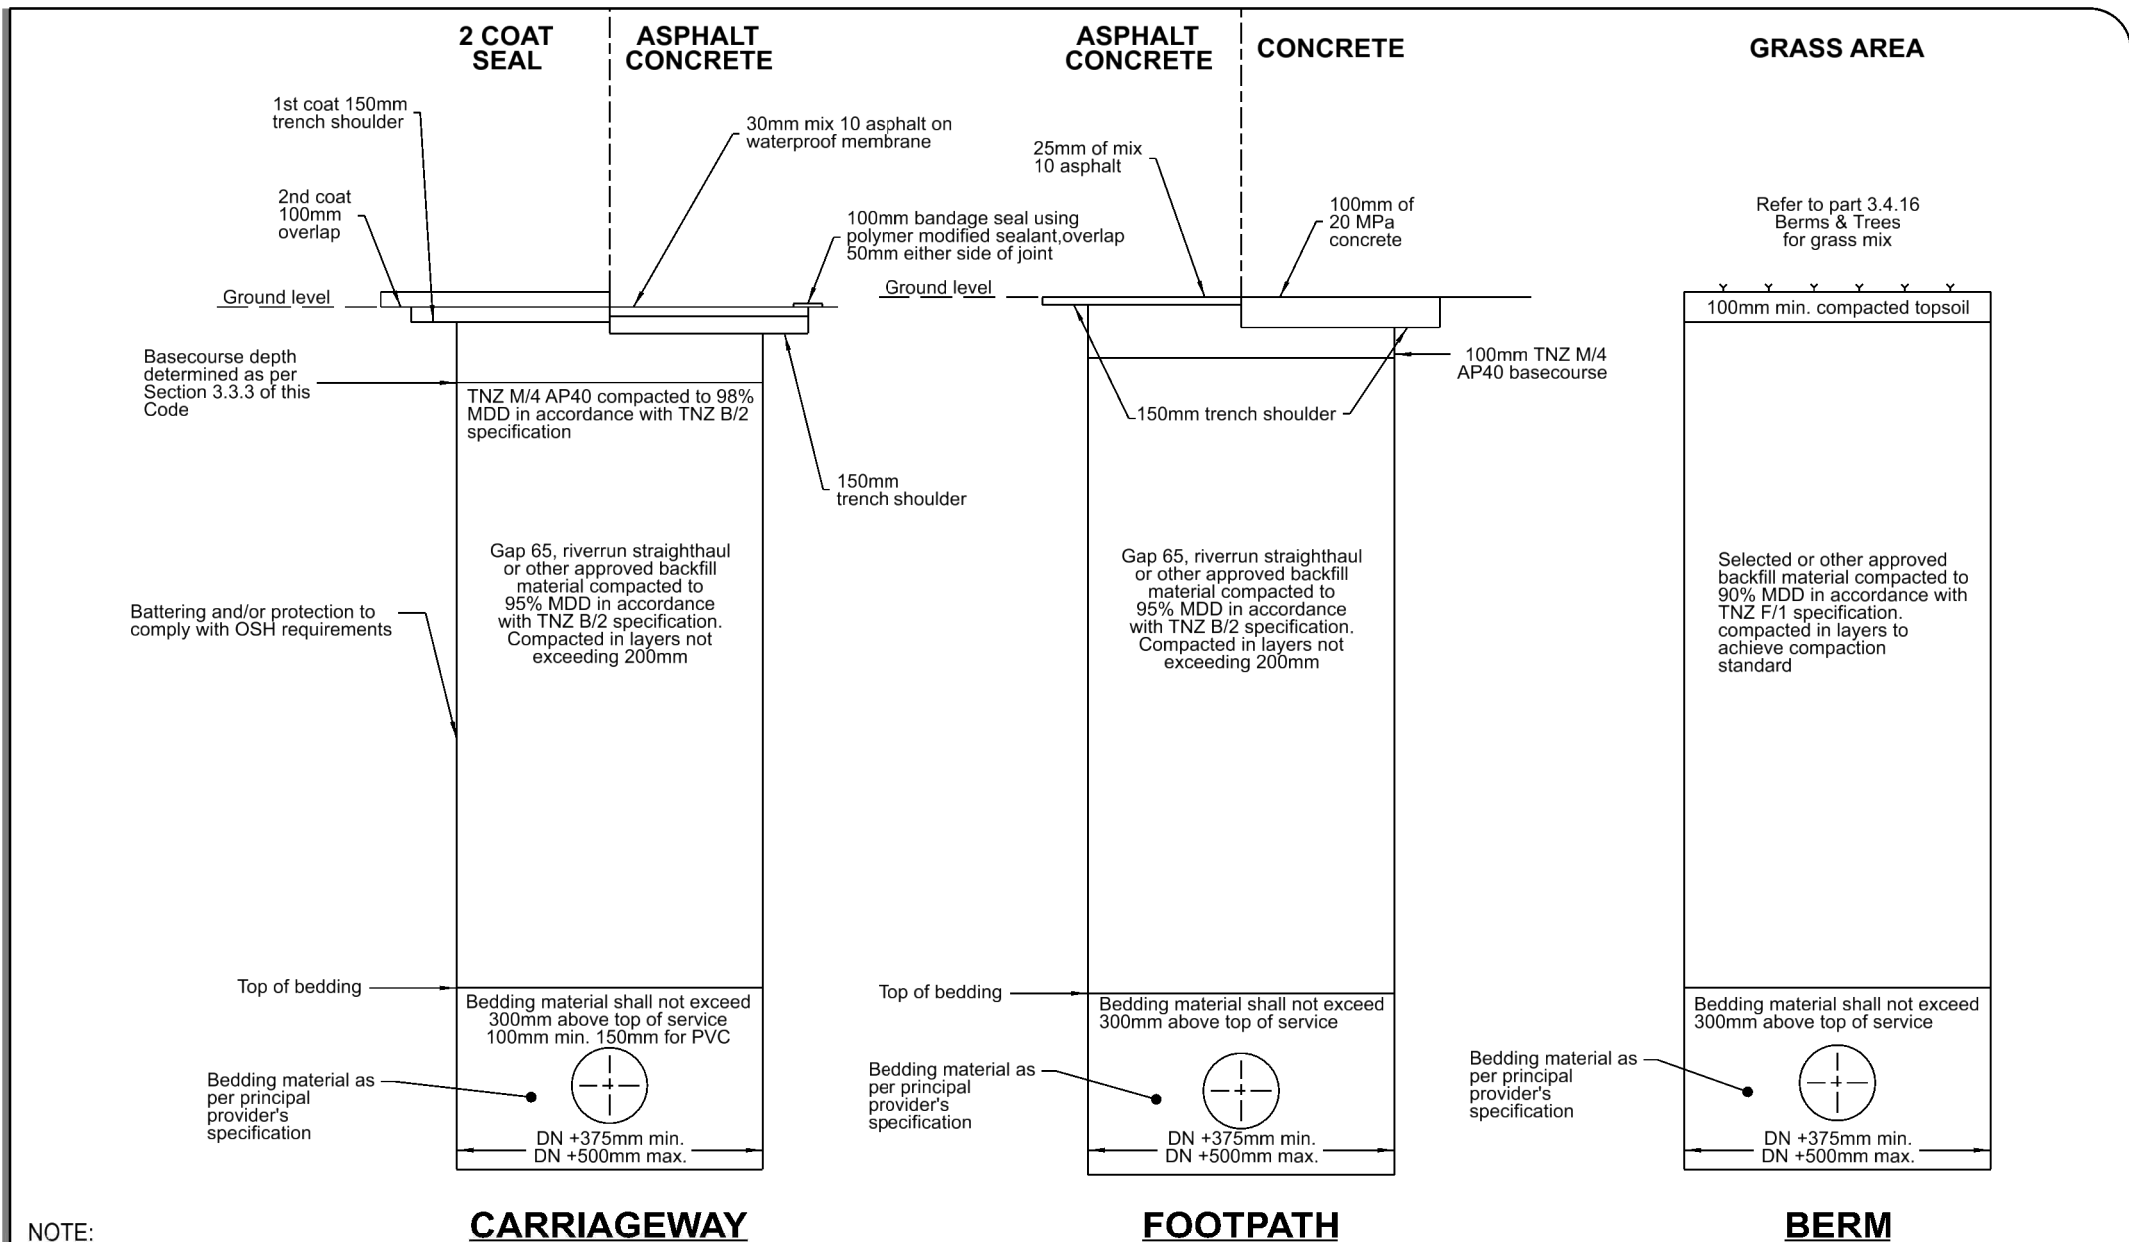 2 COAT
SEAL
ASPHALT
CONCRETE
ASPHALT
CONCRETE
CONCRETE
GRASS AREA
1st coat 150mm
trench shoulder
30mm mix 10 asphalt on
waterproof membrane
25mm of mix
10 asphalt
2nd coat
100mm
overlap
100mm bandage seal using
polymer modified sealant,overlap
50mm either side of joint
100mm of
20 MPa
concrete
Refer to part 3.4.16
Berms & Trees
for grass mix
Ground level
Ground level
100mm min. compacted topsoil
Basecourse depth
determined as per
Section 3.3.3 of this
Code
TNZ M/4 AP40 compacted to 98%
MDD in accordance with TNZ B/2
specification
100mm TNZ M/4
AP40 basecourse
150mm trench shoulder
150mm
trench shoulder
Gap 65, riverrun straighthaul
or other approved backfill
material compacted to
95% MDD in accordance
with TNZ B/2 specification.
Compacted in layers not
exceeding 200mm
Gap 65, riverrun straighthaul
or other approved backfill
material compacted to
95% MDD in accordance
with TNZ B/2 specification.
Compacted in layers not
exceeding 200mm
Selected or other approved
backfill material compacted to
90% MDD in accordance with
TNZ F/1 specification.
compacted in layers to
achieve compaction
standard
Battering and/or protection to
comply with OSH requirements
Top of bedding
Bedding material shall not exceed
300mm above top of service
100mm min. 150mm for PVC
Top of bedding
Bedding material shall not exceed
300mm above top of service
Bedding material shall not exceed
300mm above top of service
Bedding material as
per principal
provider's
specification
Bedding material as
per principal
provider's
specification
Bedding material as
per principal
provider's
specification
DN +375mm min.
DN +500mm max.
DN +375mm min.
DN +500mm max.
DN +375mm min.
DN +500mm max.
CARRIAGEWAY
FOOTPATH
BERM
NOTE: